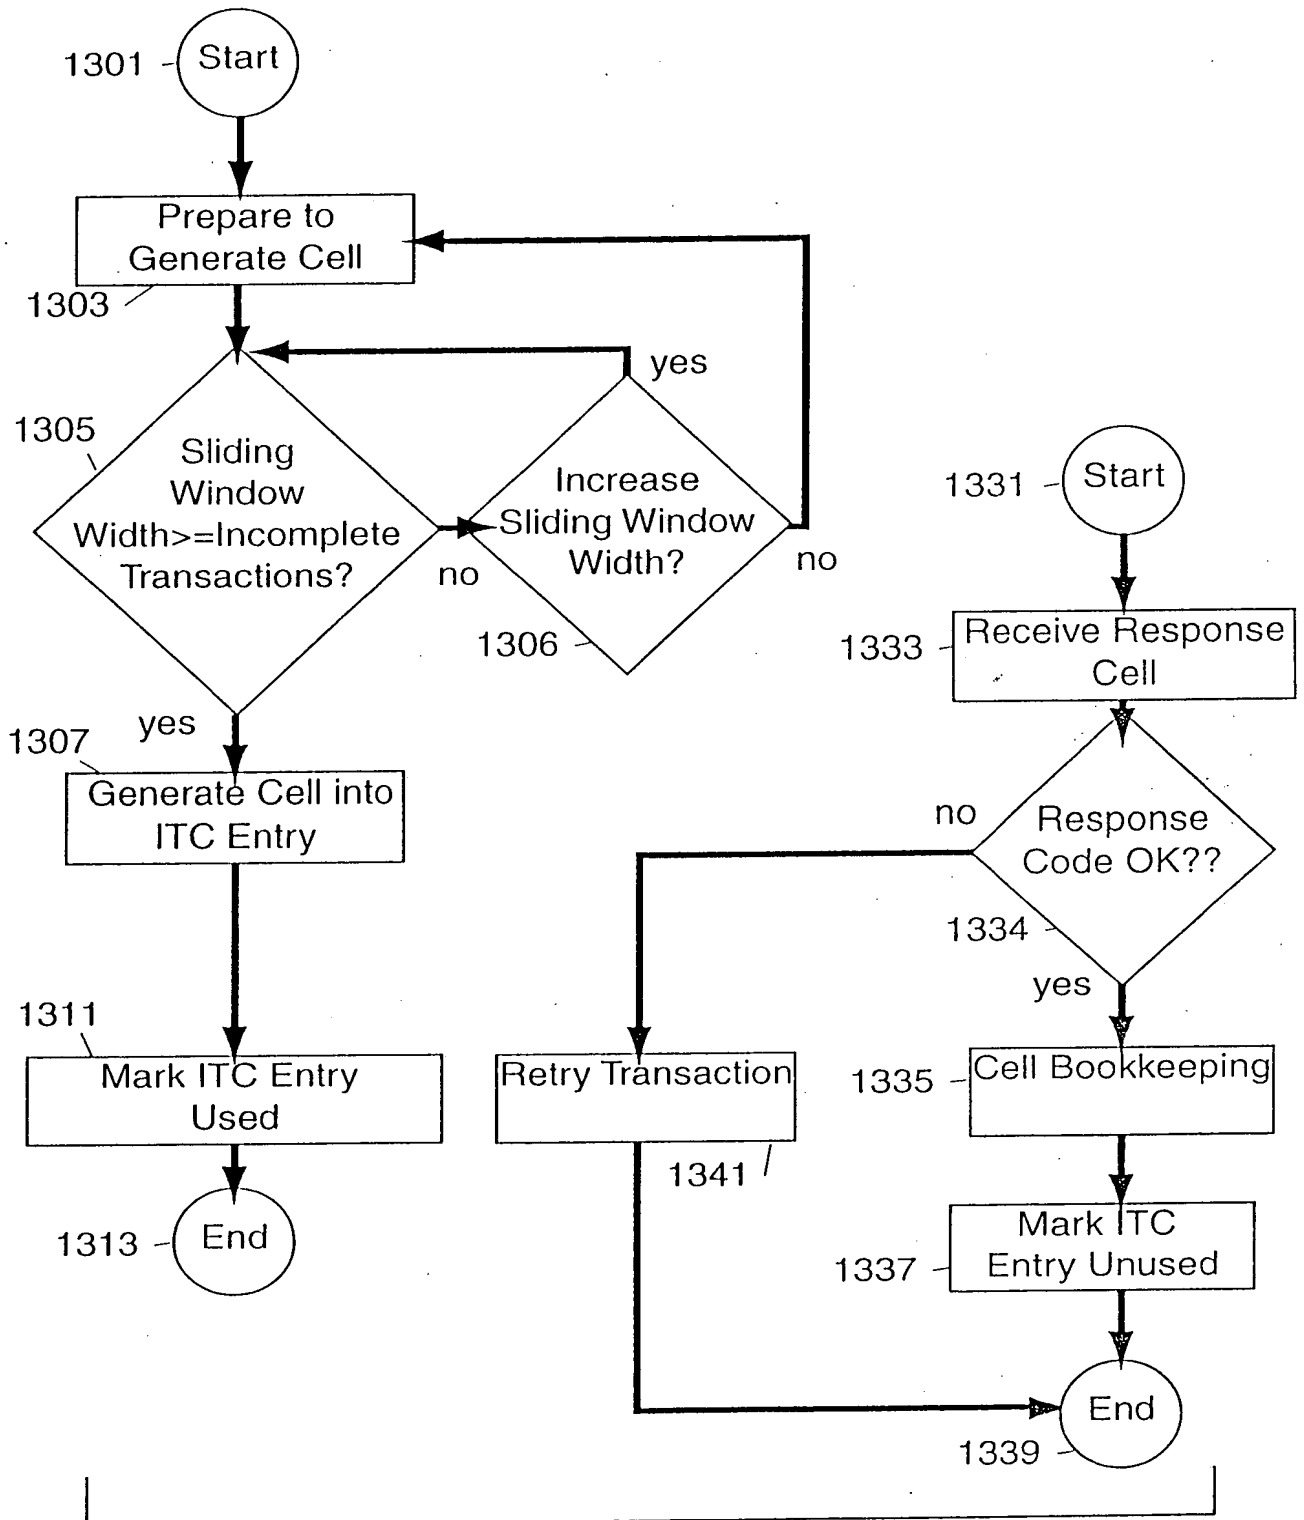 1301
Start
Prepare to
Generate Cell
1303
yes
1305
Sliding
Window
Width>=Incomplete
Transactions?
no
Increase
Sliding Window
Width?
no
1306
yes
1307
Generate Cell into
ITC Entry
1311
Mark ITC Entry
Used
1313
End
1331
Start
1333
Receive Response
Cell
no
Response
Code OK??
1334
yes
Retry Transaction
1341
1335
Cell Bookkeeping
1337
Mark ITC
Entry Unused
End
1339